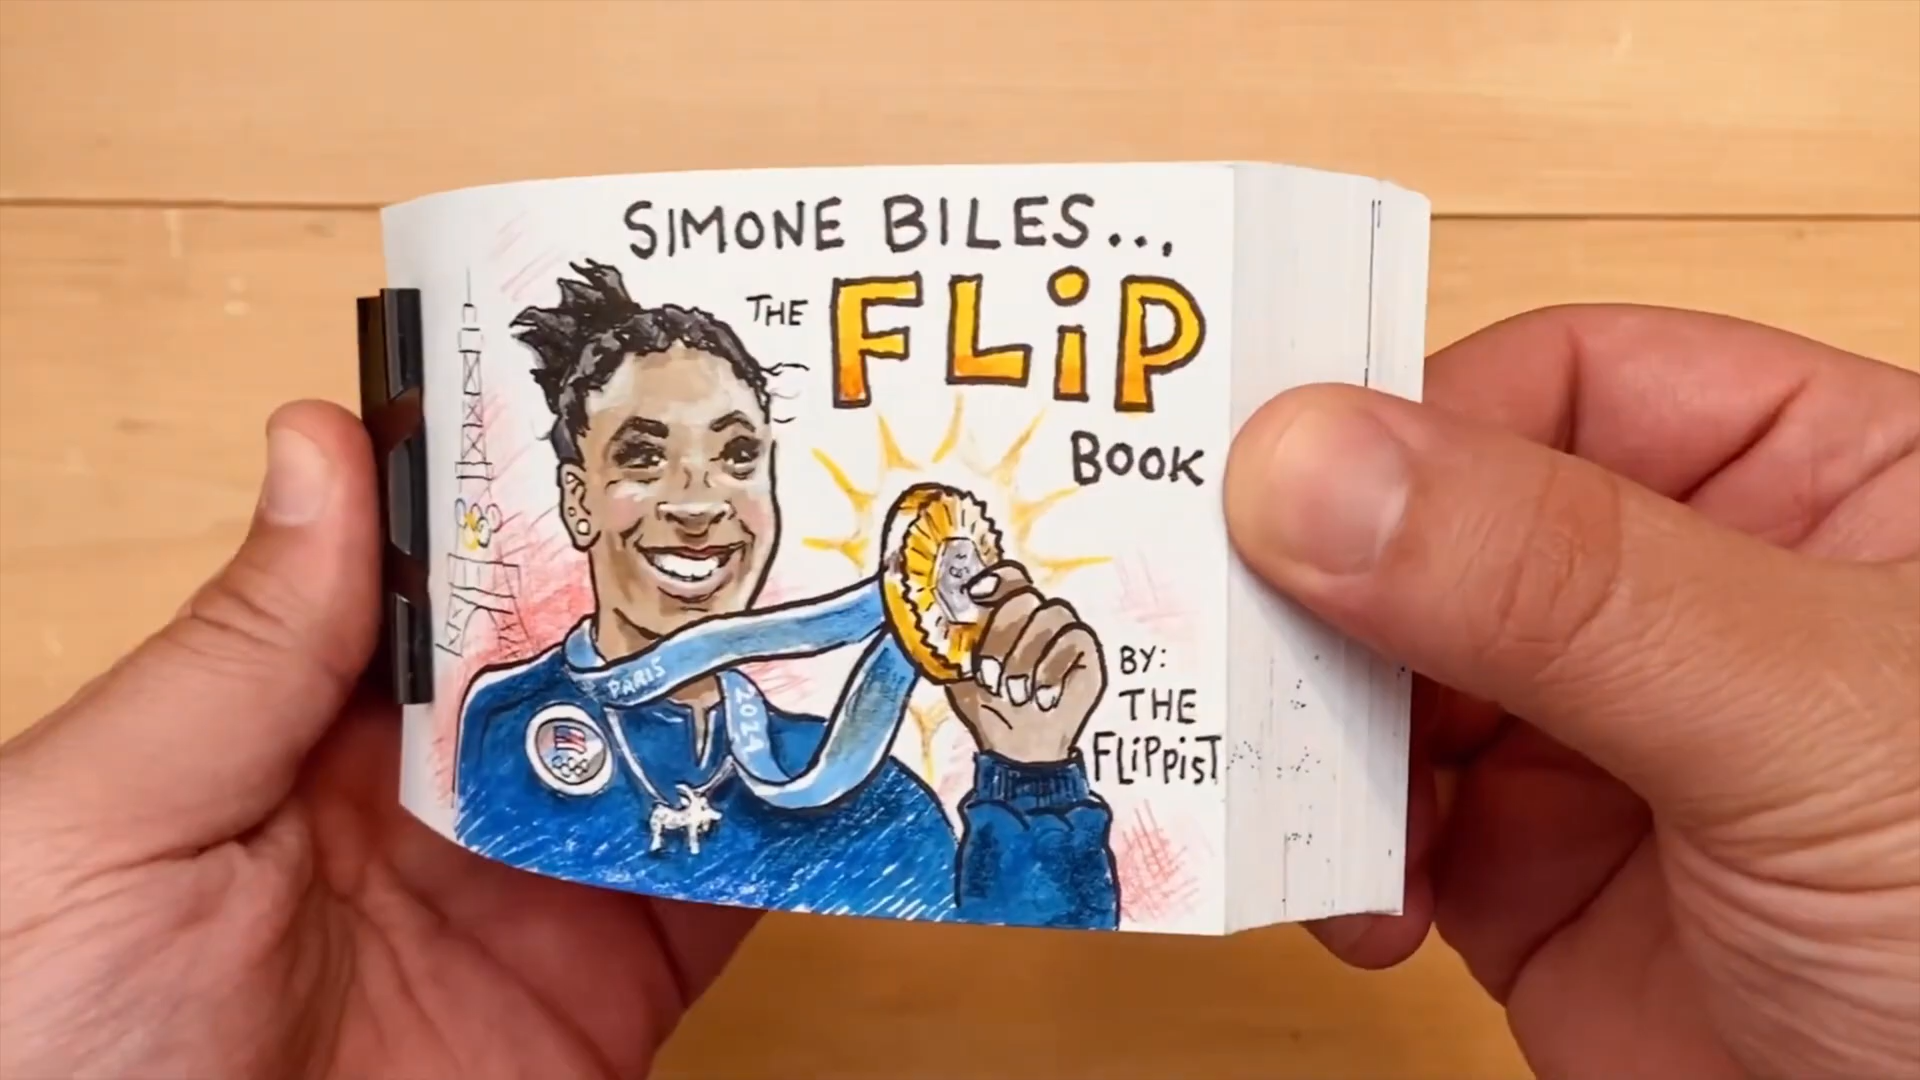 SIMONE BILES...
THE FLiP
BOOK
BY:
THE
FLiPPiST
PARIS
2024